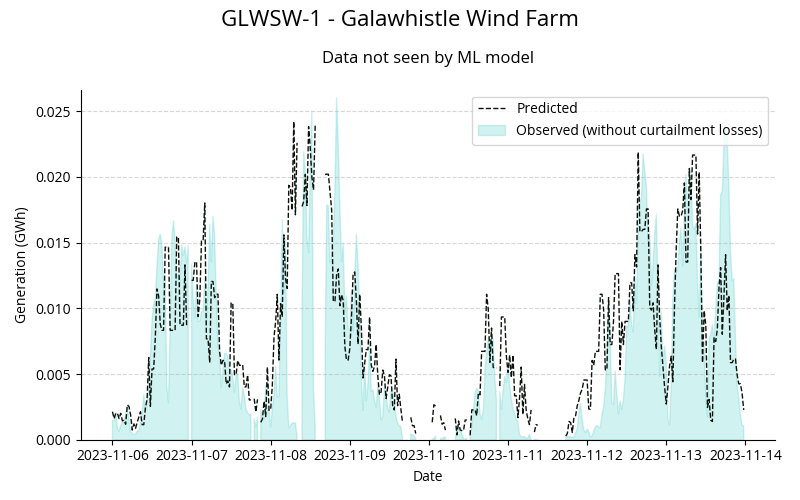 GLWSW-1 - Galawhistle Wind Farm
Data not seen by ML model
Predicted
Observed (without curtailment losses)
Generation (GWh)
0.025
0.020
0.015
0.010
0.005
0.000
2023-11-06 2023-11-07 2023-11-08 2023-11-09 2023-11-10 2023-11-11 2023-11-12 2023-11-13 2023-11-14
Date